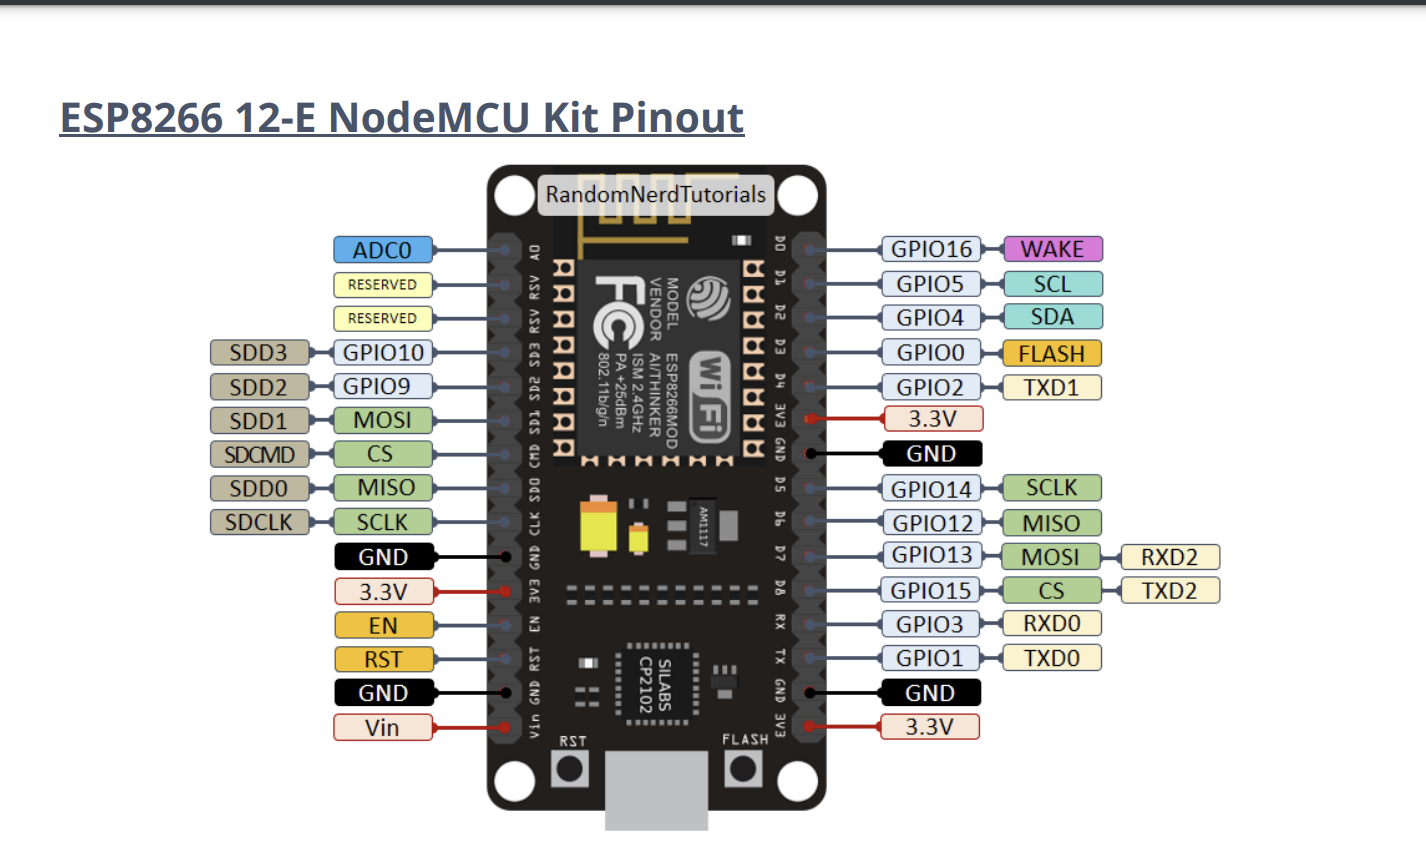 ESP8266 12-E NodeMCU Kit Pinout
RandomNerdTutorials
ADC0 A0 D0 GPIO16 WAKE
RESERVED RSV D1 GPIO5 SCL
RESERVED RSV D2 GPIO4 SDA
SDD3 GPIO10 SD3 D3 GPIO0 FLASH
SDD2 GPIO9 SD2 D4 GPIO2 TXD1
SDD1 MOSI SD1 3V3 3.3V
SDCMD CS CMD GND GND
SDD0 MISO SDO D5 GPIO14 SCLK
SDCLK SCLK CLK D6 GPIO12 MISO
GND GND D7 GPIO13 MOSI RXD2
3.3V 3V3 D8 GPIO15 CS TXD2
EN EN RX GPIO3 RXD0
RST RST TX GPIO1 TXD0
GND GND GND GND
Vin Vin 3V3 3.3V
MODEL ESP8266MOD
VENDOR AI/THINKER
ISM 2.4GHz
PA +25dBm
802.11b/g/n
FC
Wi Fi
AM1117
SILABS
CP2102
RST
FLASH